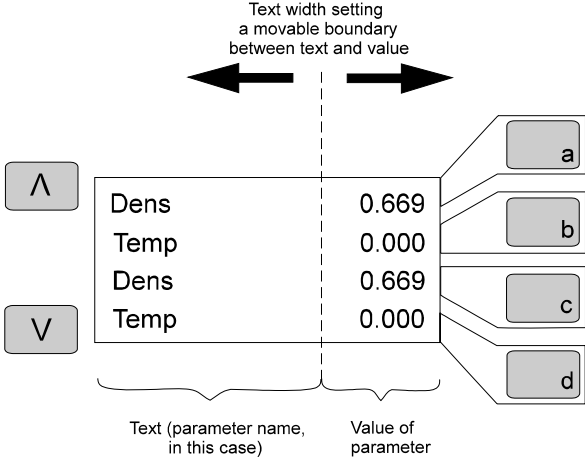 Text width setting
a movable boundary
between text and value
a
Λ
Dens 0.669
b
Temp 0.000
Dens 0.669
c
V
Temp 0.000
d
Text (parameter name,
in this case)
Value of
parameter